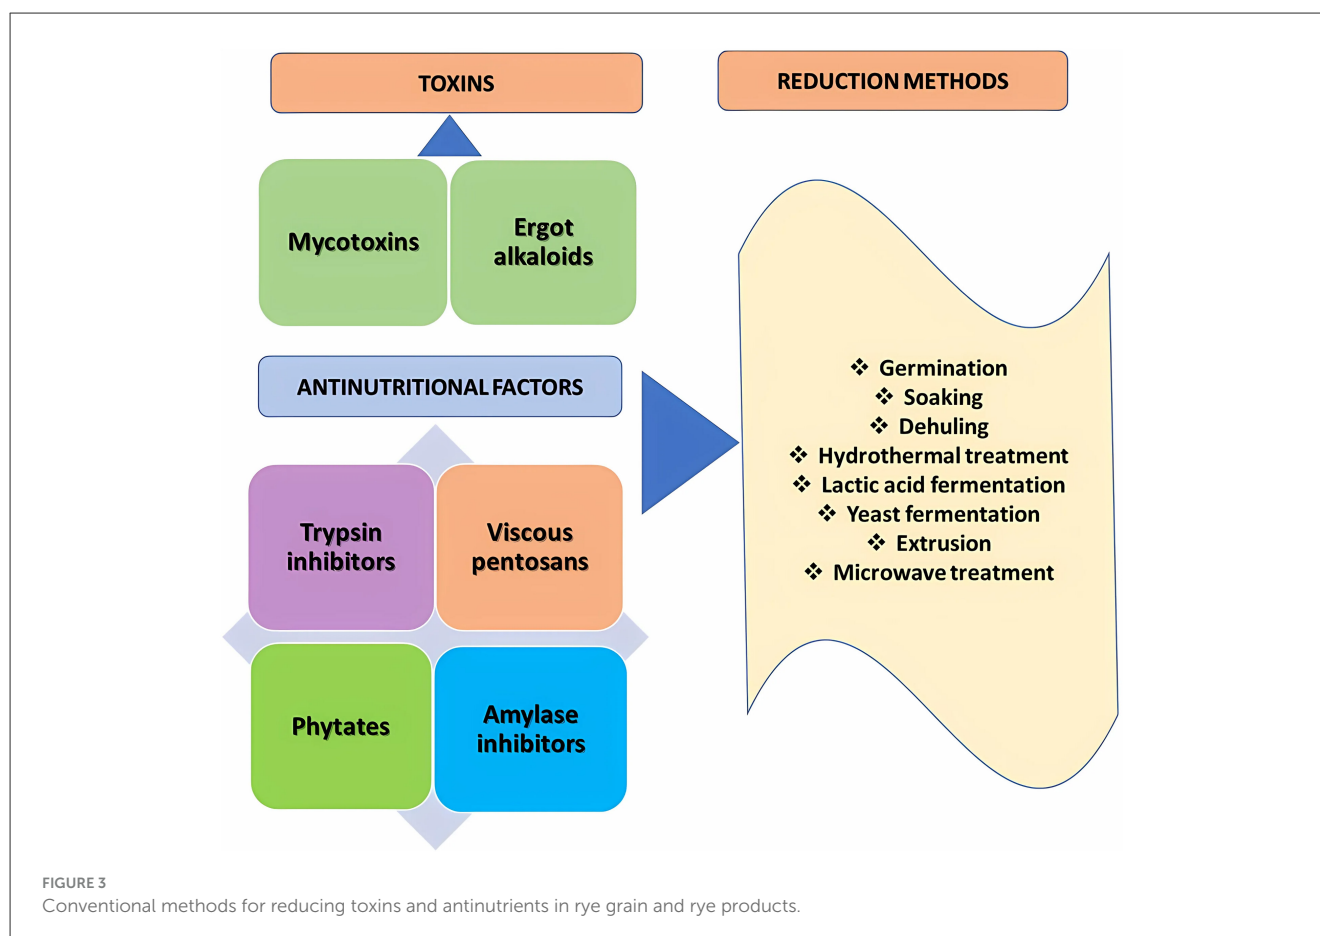 TOXINS
Mycotoxins
Ergot
alkaloids
ANTINUTRITIONAL FACTORS
Trypsin
inhibitors
Viscous
pentosans
Phytates
Amylase
inhibitors
REDUCTION METHODS
❖ Germination
❖ Soaking
❖ Dehuling
❖ Hydrothermal treatment
❖ Lactic acid fermentation
❖ Yeast fermentation
❖ Extrusion
❖ Microwave treatment
FIGURE 3
Conventional methods for reducing toxins and antinutrients in rye grain and rye products.